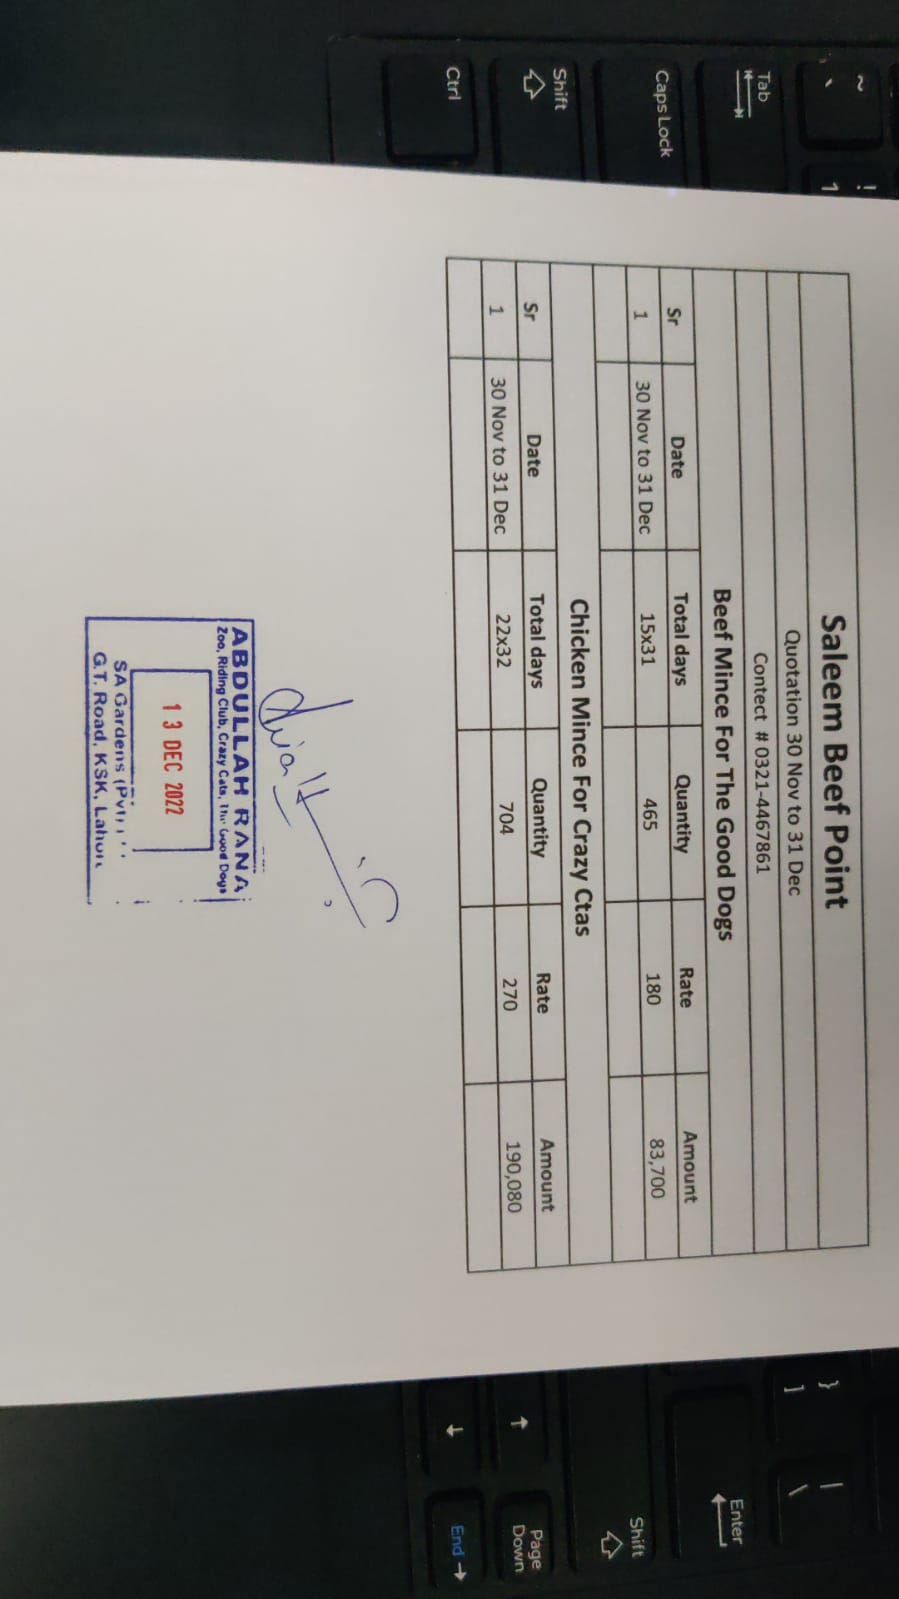 Saleem Beef Point
Quotation 30 Nov to 31 Dec
Contect # 0321-4467861
Beef Mince For The Good Dogs
Sr Date Total days Quantity Rate Amount
1 30 Nov to 31 Dec 15x31 465 180 83,700
Chicken Mince For Crazy Ctas
Sr Date Total days Quantity Rate Amount
1 30 Nov to 31 Dec 22x32 704 270 190,080
ABDULLAH RANA
Zoo, Riding Club, Crazy Cats, The Good Dogs
13 DEC 2022
SA Gardens
G.T. Road, KSK, Lahore
~ `
! 1
Tab
Caps Lock
Shift
Ctrl
} ]
| \
Enter
Shift
Page
Down
End